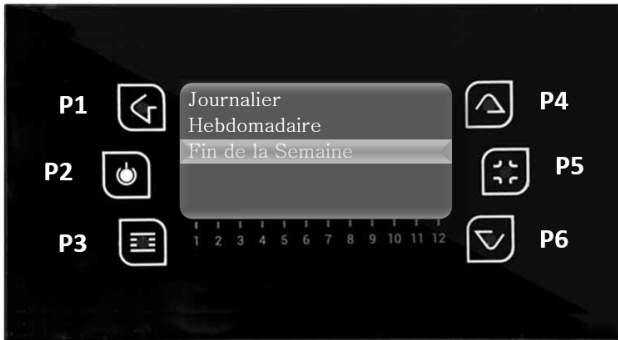 P1
P2
P3
Journalier
Hebdomadaire
Fin de la Semaine
1 2 3 4 5 6 7 8 9 10 11 12
P4
P5
P6